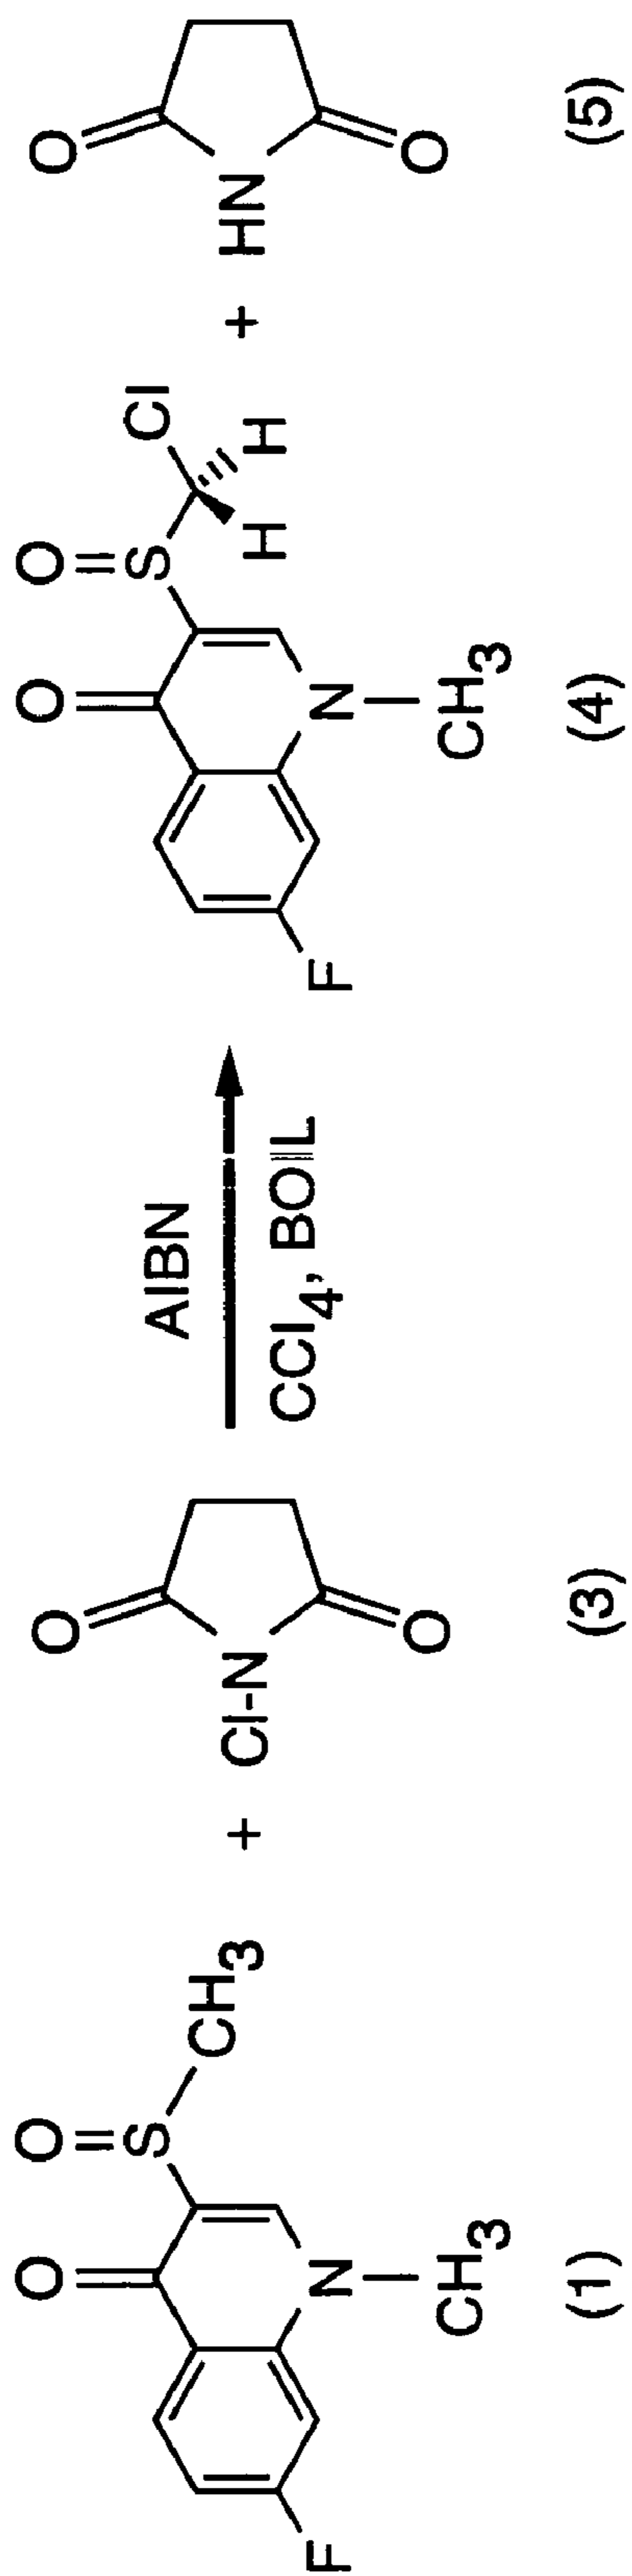 O O
S
CH3
F N
CH3
(1)
+
O
Cl-N
O
(3)
AIBN
CCl4, BOIL
O O
S Cl
H H
F N
CH3
(4)
+
O
HN
O
(5)